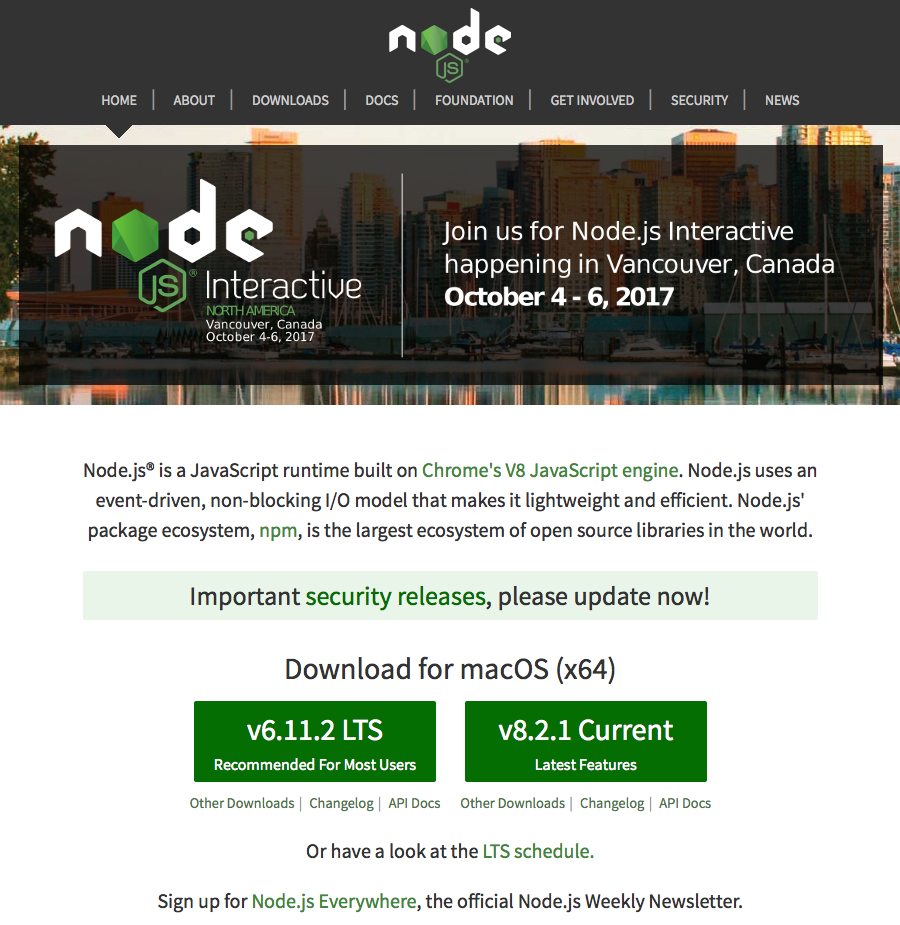 node
JS®
HOME | ABOUT | DOWNLOADS | DOCS | FOUNDATION | GET INVOLVED | SECURITY | NEWS
node
JS® Interactive
NORTH AMERICA
Vancouver, Canada
October 4-6, 2017
Join us for Node.js Interactive
happening in Vancouver, Canada
October 4 - 6, 2017
Node.js® is a JavaScript runtime built on Chrome's V8 JavaScript engine. Node.js uses an
event-driven, non-blocking I/O model that makes it lightweight and efficient. Node.js'
package ecosystem, npm, is the largest ecosystem of open source libraries in the world.
Important security releases, please update now!
Download for macOS (x64)
v6.11.2 LTS
Recommended For Most Users
v8.2.1 Current
Latest Features
Other Downloads | Changelog | API Docs
Other Downloads | Changelog | API Docs
Or have a look at the LTS schedule.
Sign up for Node.js Everywhere, the official Node.js Weekly Newsletter.